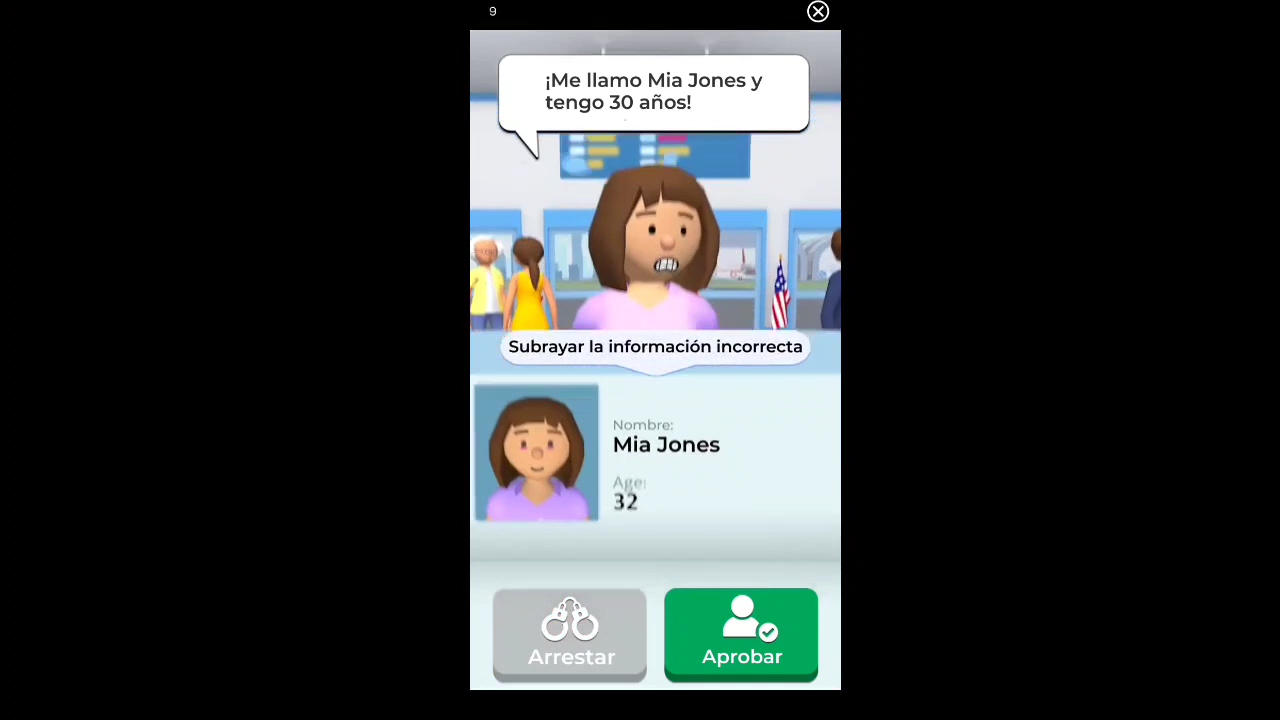 9
¡Me llamo Mia Jones y
tengo 30 años!
Subrayar la información incorrecta
Nombre:
Mia Jones
Age:
32
Arrestar
Aprobar